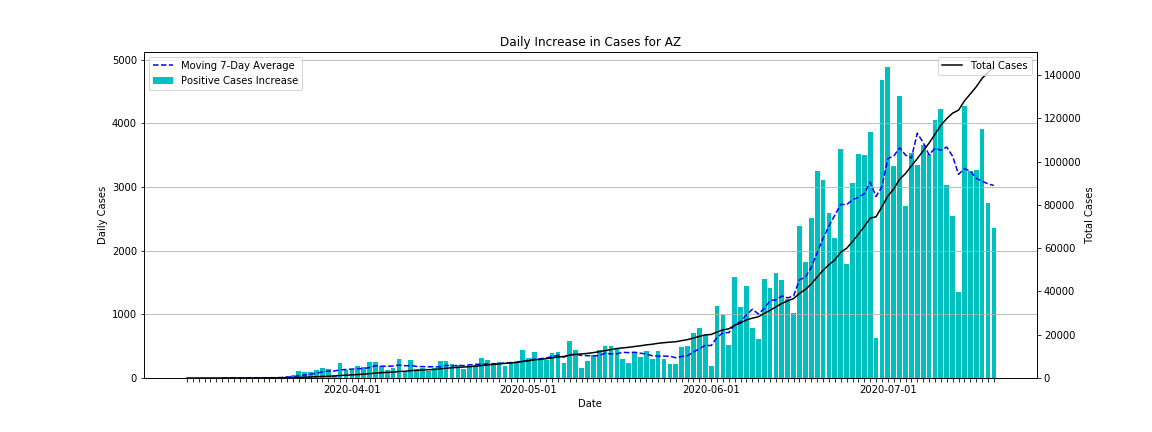 Daily Increase in Cases for AZ
Moving 7-Day Average
Positive Cases Increase
Total Cases
5000
4000
3000
2000
1000
0
Daily Cases
140000
120000
100000
80000
60000
40000
20000
0
Total Cases
2020-04-01
2020-05-01
2020-06-01
2020-07-01
Date